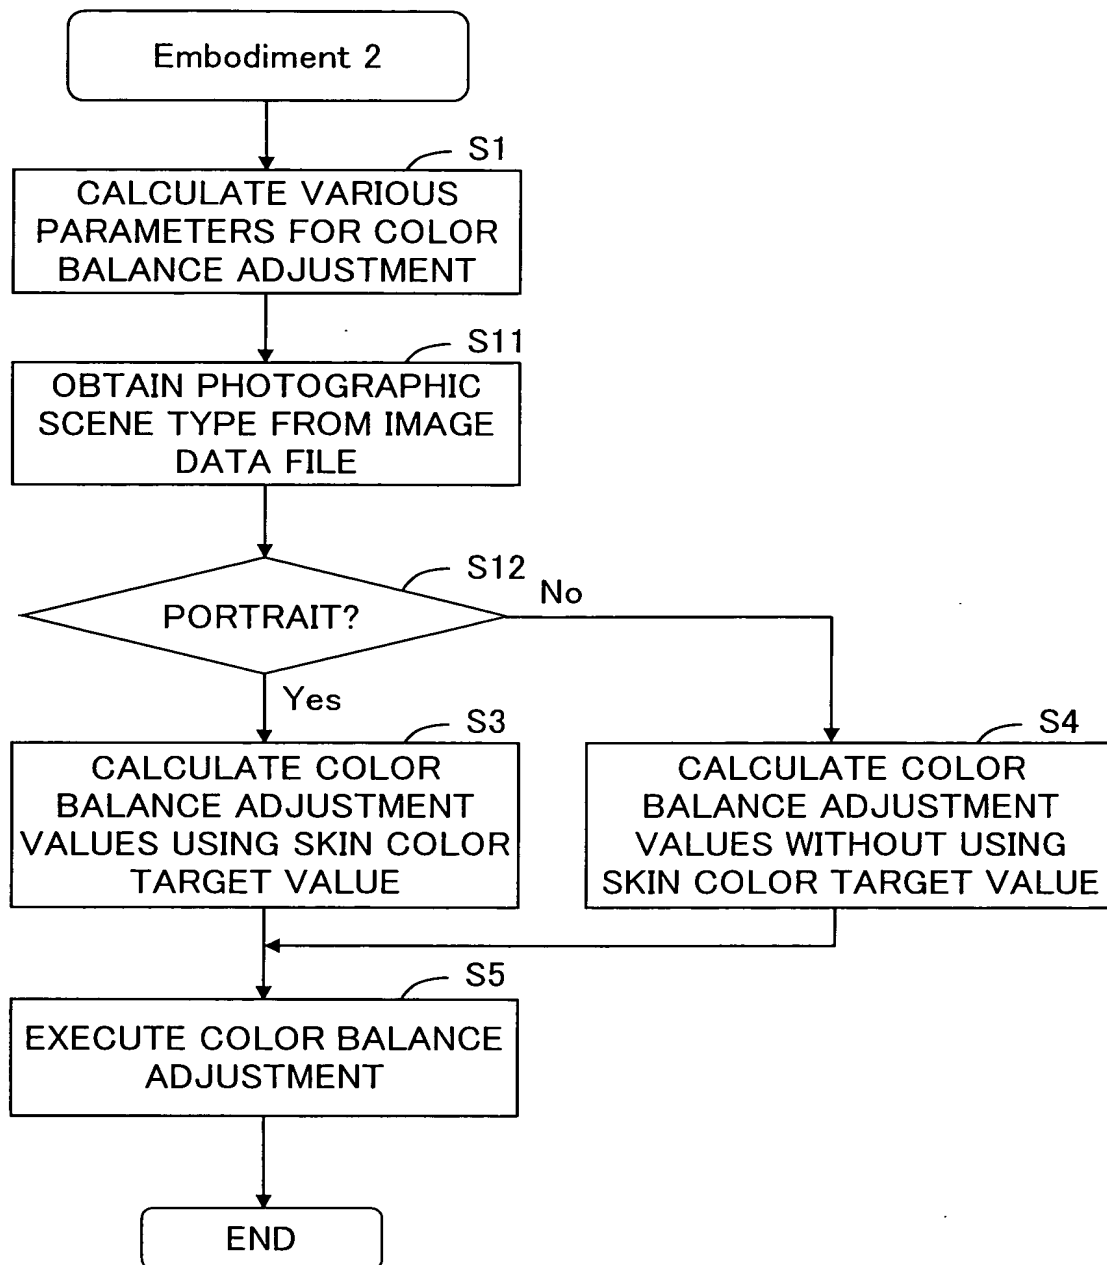 Embodiment 2
S1
CALCULATE VARIOUS
PARAMETERS FOR COLOR
BALANCE ADJUSTMENT
S11
OBTAIN PHOTOGRAPHIC
SCENE TYPE FROM IMAGE
DATA FILE
S12
PORTRAIT?
No
Yes
S3
CALCULATE COLOR
BALANCE ADJUSTMENT
VALUES USING SKIN COLOR
TARGET VALUE
S4
CALCULATE COLOR
BALANCE ADJUSTMENT
VALUES WITHOUT USING
SKIN COLOR TARGET VALUE
S5
EXECUTE COLOR BALANCE
ADJUSTMENT
END